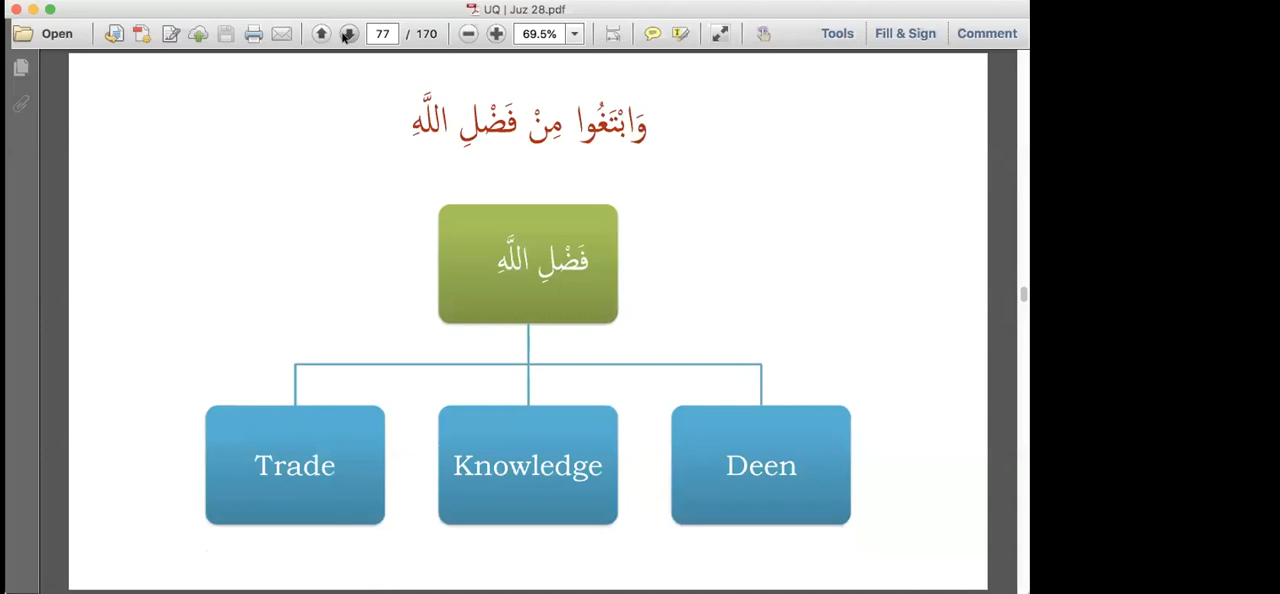 UQ | Juz 28.pdf
Open 77 / 170 69.5% Tools Fill & Sign Comment
وَابْتَغُوا مِنْ فَضْلِ اللَّهِ
فَضْلِ اللَّهِ
Trade Knowledge Deen